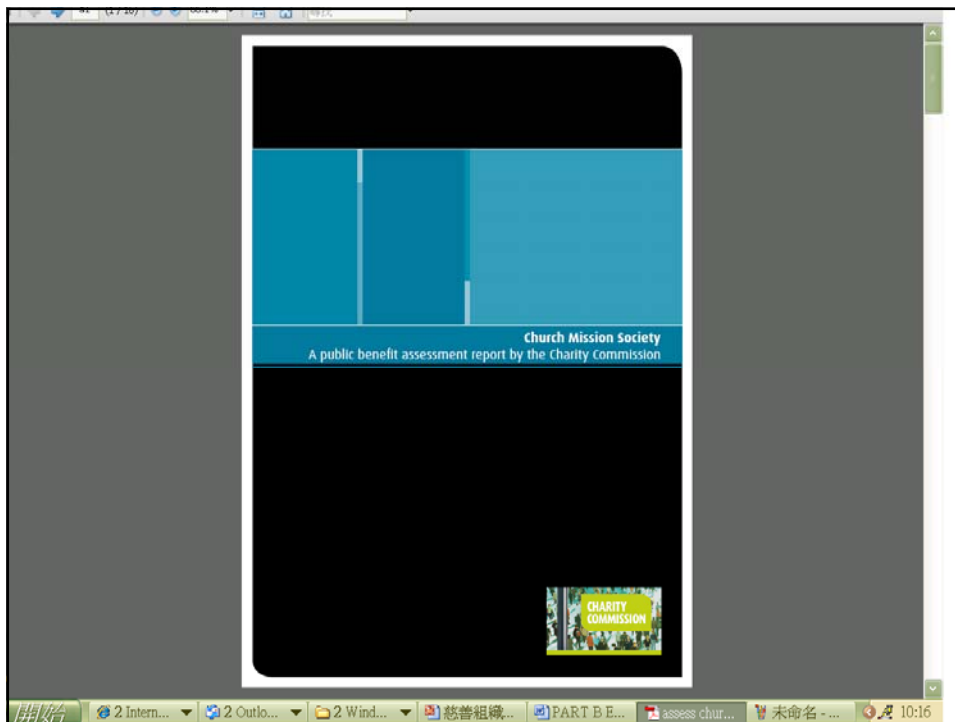 Church Mission Society
A public benefit assessment report by the Charity Commission
CHARITY
COMMISSION
開始
2 Intern...
2 Outlo...
2 Wind...
慈善組織...
PART B E...
assess chur...
未命名 - ...
10:16